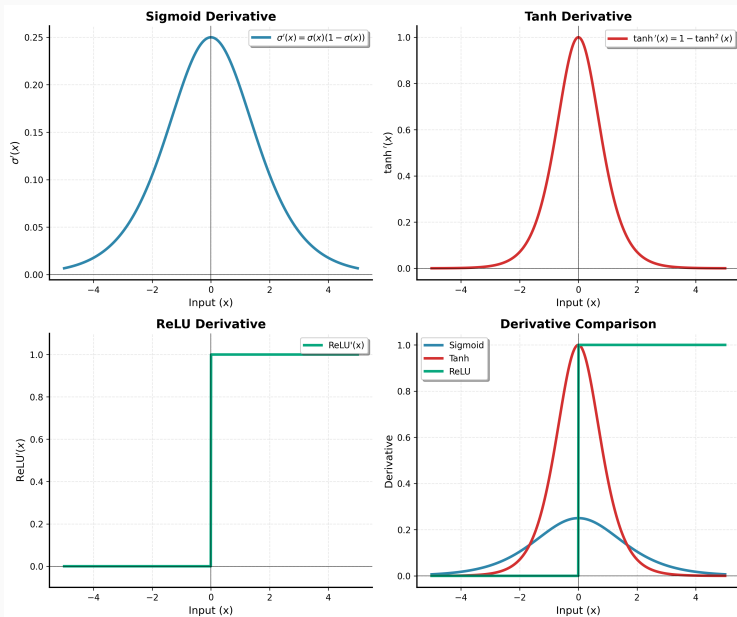 Sigmoid Derivative
σ′(x) = σ(x)(1 − σ(x))
σ′(x)
0.25
0.20
0.15
0.10
0.05
0.00
−4 −2 0 2 4
Input (x)
Tanh Derivative
tanh′(x) = 1 − tanh²(x)
tanh′(x)
1.0
0.8
0.6
0.4
0.2
0.0
−4 −2 0 2 4
Input (x)
ReLU Derivative
ReLU'(x)
ReLU′(x)
1.0
0.8
0.6
0.4
0.2
0.0
−4 −2 0 2 4
Input (x)
Derivative Comparison
Sigmoid
Tanh
ReLU
Derivative
1.0
0.8
0.6
0.4
0.2
0.0
−4 −2 0 2 4
Input (x)